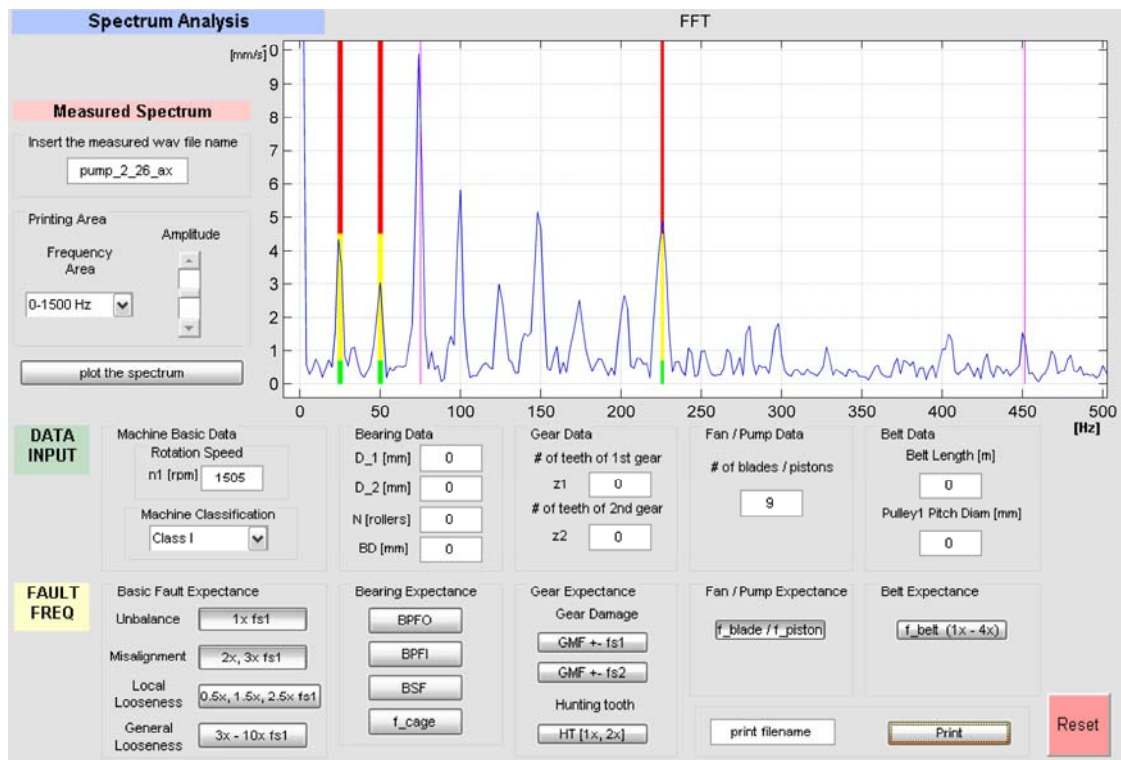 Spectrum Analysis
FFT
[mm/s]
10
9
8
7
6
5
4
3
2
1
0
0 50 100 150 200 250 300 350 400 450 500
[Hz]
Measured Spectrum
Insert the measured wav file name
pump_2_26_ax
Printing Area
Frequency
Area
Amplitude
0-1500 Hz
plot the spectrum
DATA
INPUT
Machine Basic Data
Rotation Speed
n1 [rpm] 1505
Machine Classification
Class I
Bearing Data
D_1 [mm] 0
D_2 [mm] 0
N [rollers] 0
BD [mm] 0
Gear Data
# of teeth of 1st gear
z1 0
# of teeth of 2nd gear
z2 0
Fan / Pump Data
# of blades / pistons
9
Belt Data
Belt Length [m]
0
Pulley1 Pitch Diam [mm]
0
FAULT
FREQ
Basic Fault Expectance
Unbalance 1x fs1
Misalignment 2x, 3x fs1
Local
Looseness 0.5x, 1.5x, 2.5x fs1
General
Looseness 3x - 10x fs1
Bearing Expectance
BPFO
BPFI
BSF
f_cage
Gear Expectance
Gear Damage
GMF +- fs1
GMF +- fs2
Hunting tooth
HT [1x, 2x]
Fan / Pump Expectance
f_blade / f_piston
Belt Expectance
f_belt (1x - 4x)
print filename
Print
Reset